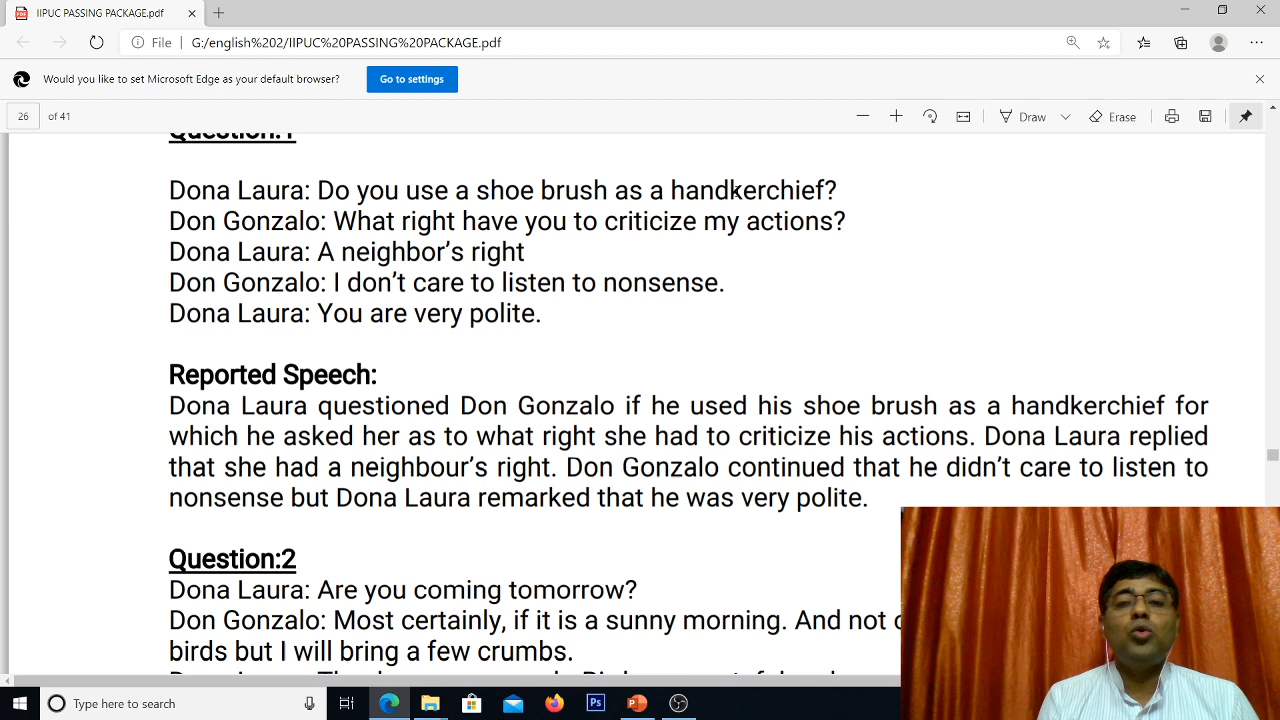 IIPUC PASSING PACKAGE.pdf
File
G:/english%202/IIPUC%20PASSING%20PACKAGE.pdf
Would you like to set Microsoft Edge as your default browser?
Go to settings
26 of 41
Draw
Erase
Question:1
Dona Laura: Do you use a shoe brush as a handkerchief?
Don Gonzalo: What right have you to criticize my actions?
Dona Laura: A neighbor's right
Don Gonzalo: I don't care to listen to nonsense.
Dona Laura: You are very polite.
Reported Speech:
Dona Laura questioned Don Gonzalo if he used his shoe brush as a handkerchief for
which he asked her as to what right she had to criticize his actions. Dona Laura replied
that she had a neighbour's right. Don Gonzalo continued that he didn't care to listen to
nonsense but Dona Laura remarked that he was very polite.
Question:2
Dona Laura: Are you coming tomorrow?
Don Gonzalo: Most certainly, if it is a sunny morning. And not
birds but I will bring a few crumbs.
Type here to search
Ps